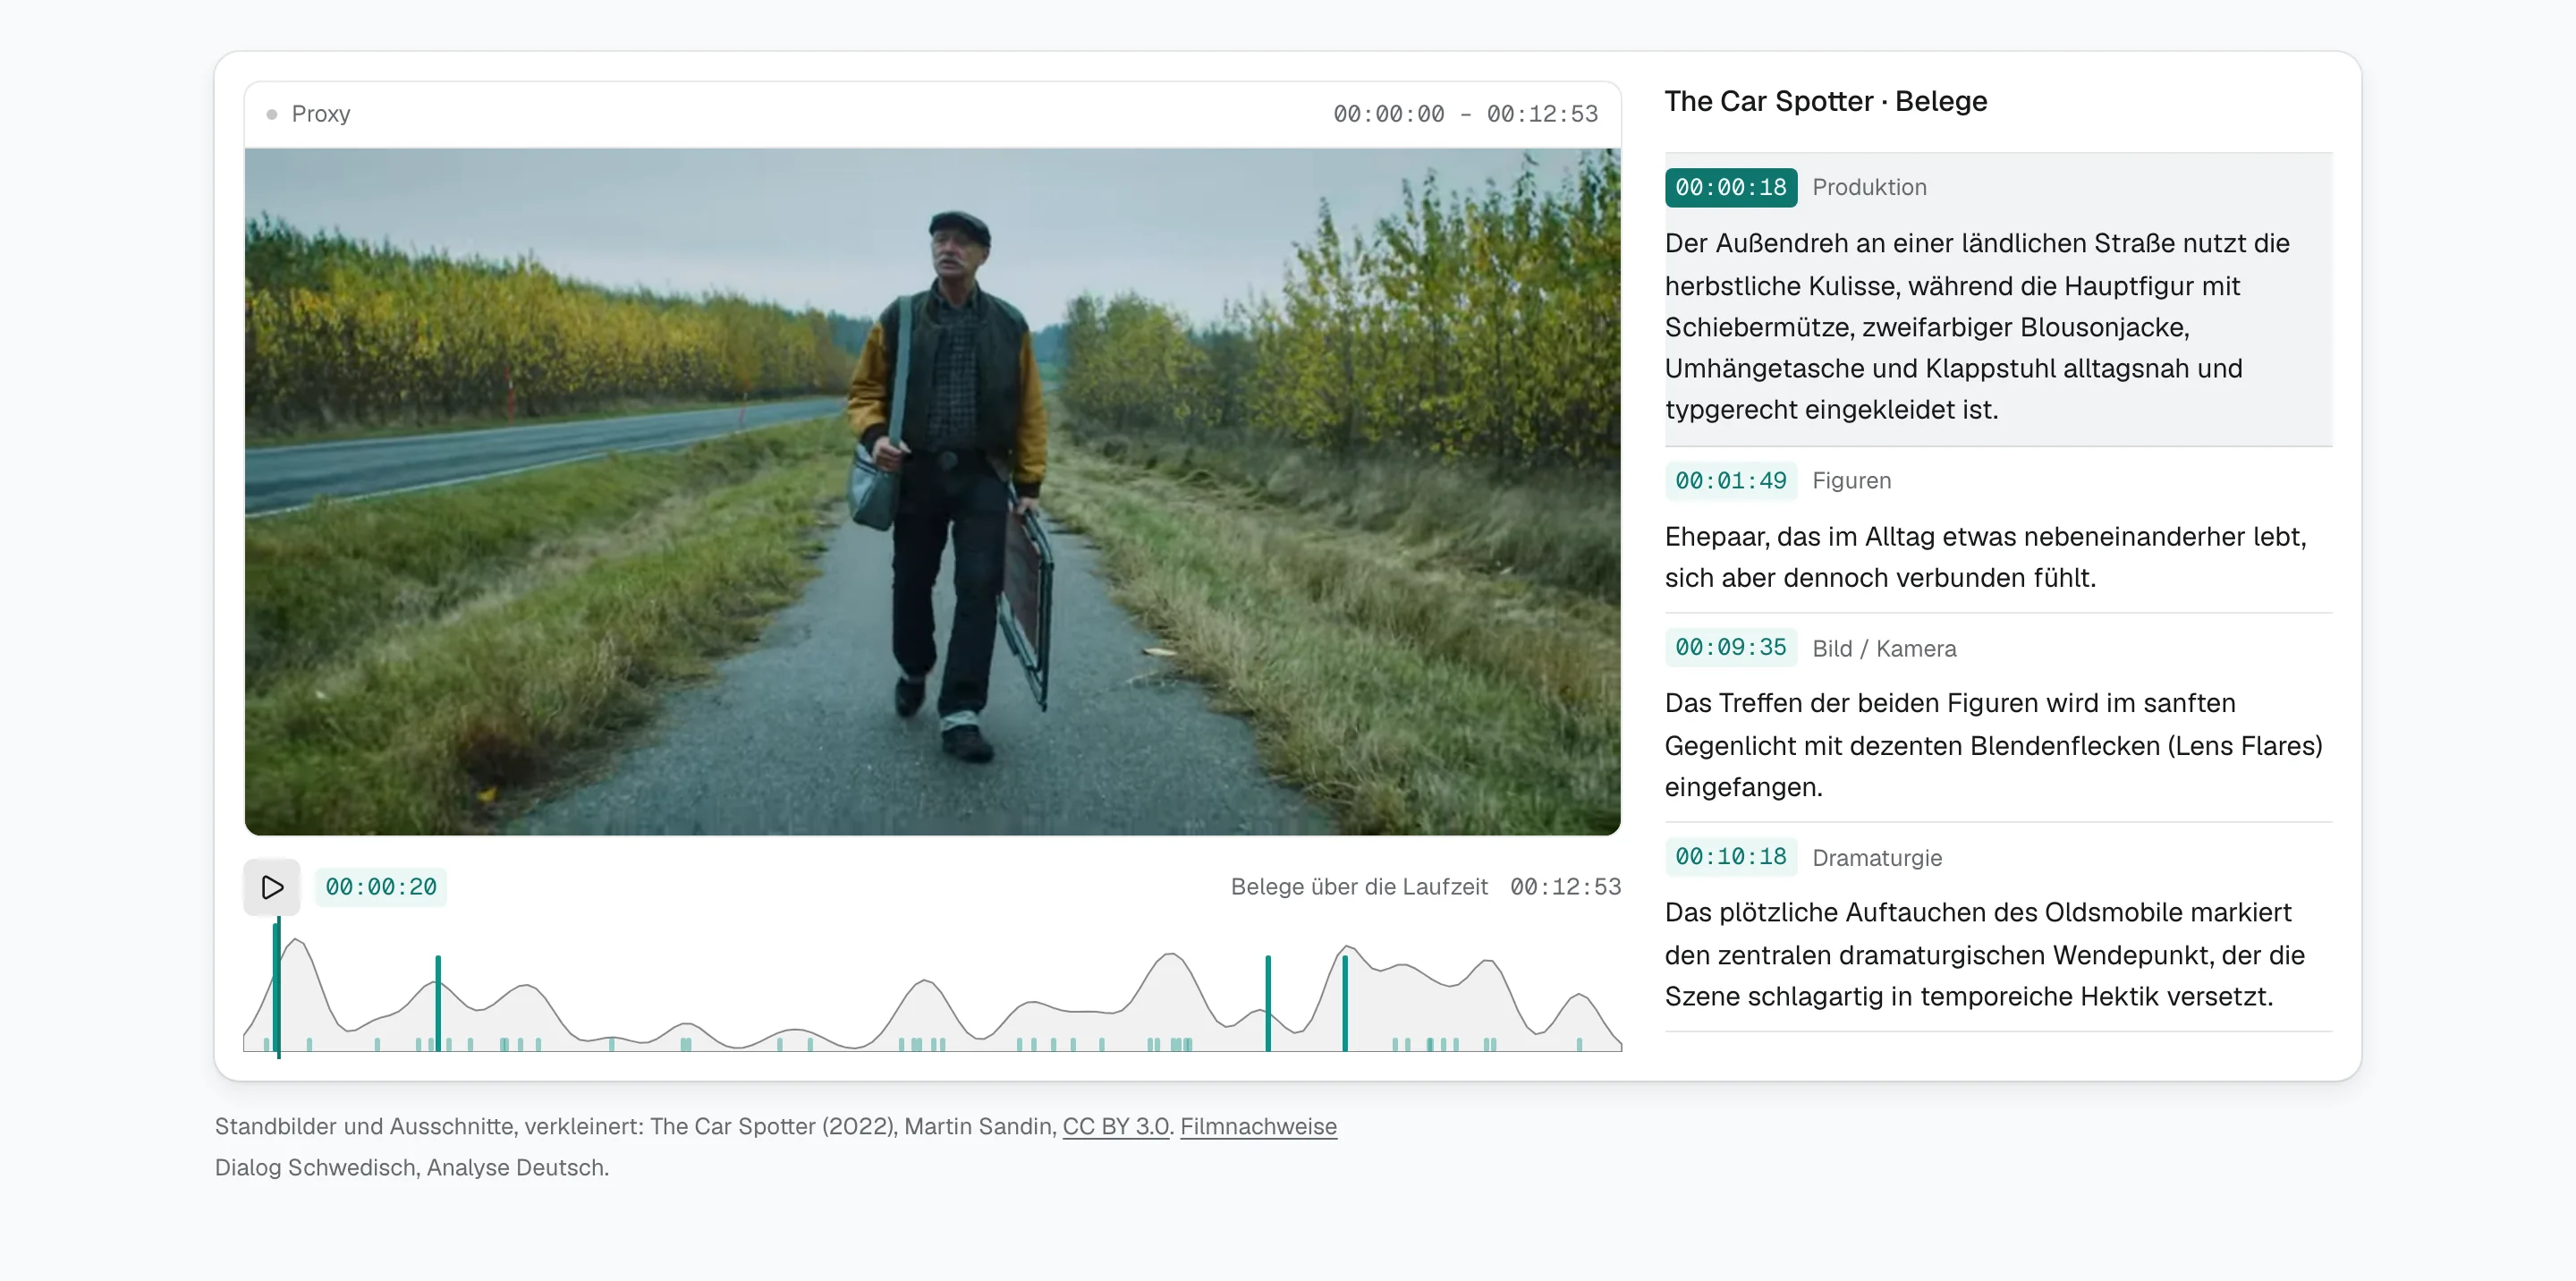 Proxy
00:00:00 – 00:12:53
00:00:20
Belege über die Laufzeit 00:12:53
The Car Spotter · Belege
00:00:18 Produktion
Der Außendreh an einer ländlichen Straße nutzt die
herbstliche Kulisse, während die Hauptfigur mit
Schiebermütze, zweifarbiger Blousonjacke,
Umhängetasche und Klappstuhl alltagsnah und
typgerecht eingekleidet ist.
00:01:49 Figuren
Ehepaar, das im Alltag etwas nebeneinanderher lebt,
sich aber dennoch verbunden fühlt.
00:09:35 Bild / Kamera
Das Treffen der beiden Figuren wird im sanften
Gegenlicht mit dezenten Blendenflecken (Lens Flares)
eingefangen.
00:10:18 Dramaturgie
Das plötzliche Auftauchen des Oldsmobile markiert
den zentralen dramaturgischen Wendepunkt, der die
Szene schlagartig in temporeiche Hektik versetzt.
Standbilder und Ausschnitte, verkleinert: The Car Spotter (2022), Martin Sandin, CC BY 3.0. Filmnachweise
Dialog Schwedisch, Analyse Deutsch.